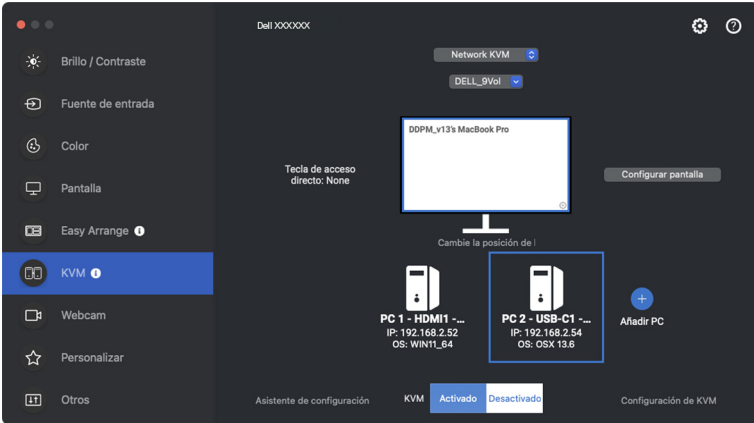 Dell XXXXXX
Brillo / Contraste
Fuente de entrada
Color
Pantalla
Easy Arrange
KVM
Webcam
Personalizar
Otros
Network KVM
DELL_9Vol
DDPM_v13's MacBook Pro
Tecla de acceso
directo: None
Configurar pantalla
Cambie la posición de
PC 1 - HDMI1 -...
IP: 192.168.2.52
OS: WIN11_64
PC 2 - USB-C1 -...
IP: 192.168.2.54
OS: OSX 13.6
Añadir PC
Asistente de configuración
KVM
Activado
Desactivado
Configuración de KVM